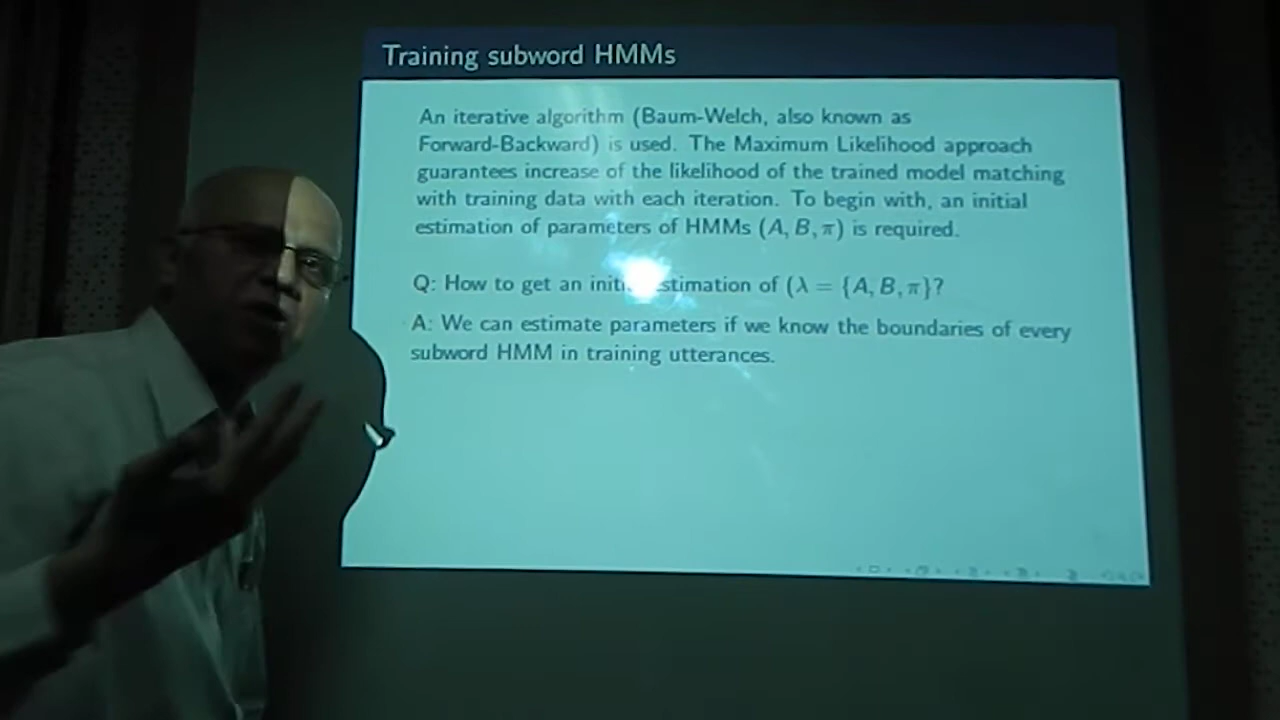 Training subword HMMs
An iterative algorithm (Baum-Welch, also known as
Forward-Backward) is used. The Maximum Likelihood approach
guarantees increase of the likelihood of the trained model matching
with training data with each iteration. To begin with, an initial
estimation of parameters of HMMs (A, B, π) is required.
Q: How to get an estimation of (λ = {A, B, π}?
A: We can estimate parameters if we know the boundaries of every
subword HMM in training utterances.